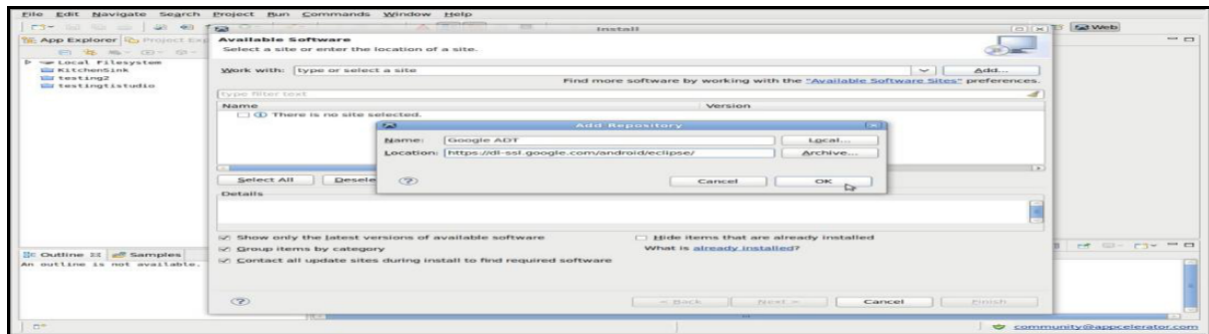 File Edit Navigate Search Project Run Commands Window Help
Install
Web
App Explorer Project Exp
Available Software
Select a site or enter the location of a site.
Local Filesystem
KitchenSink
testing2
testingtistudio
Work with: type or select a site Add...
Find more software by working with the "Available Software Sites" preferences.
type filter text
Name Version
There is no site selected.
Add Repository
Name: Google ADT Local...
Location: https://dl-ssl.google.com/android/eclipse/ Archive...
Cancel OK
Select All Desele
Details
Show only the latest versions of available software Hide items that are already installed
Group items by category What is already installed?
Contact all update sites during install to find required software
Outline Samples
An outline is not available.
< Back Next > Cancel Finish
community@appcelerator.com